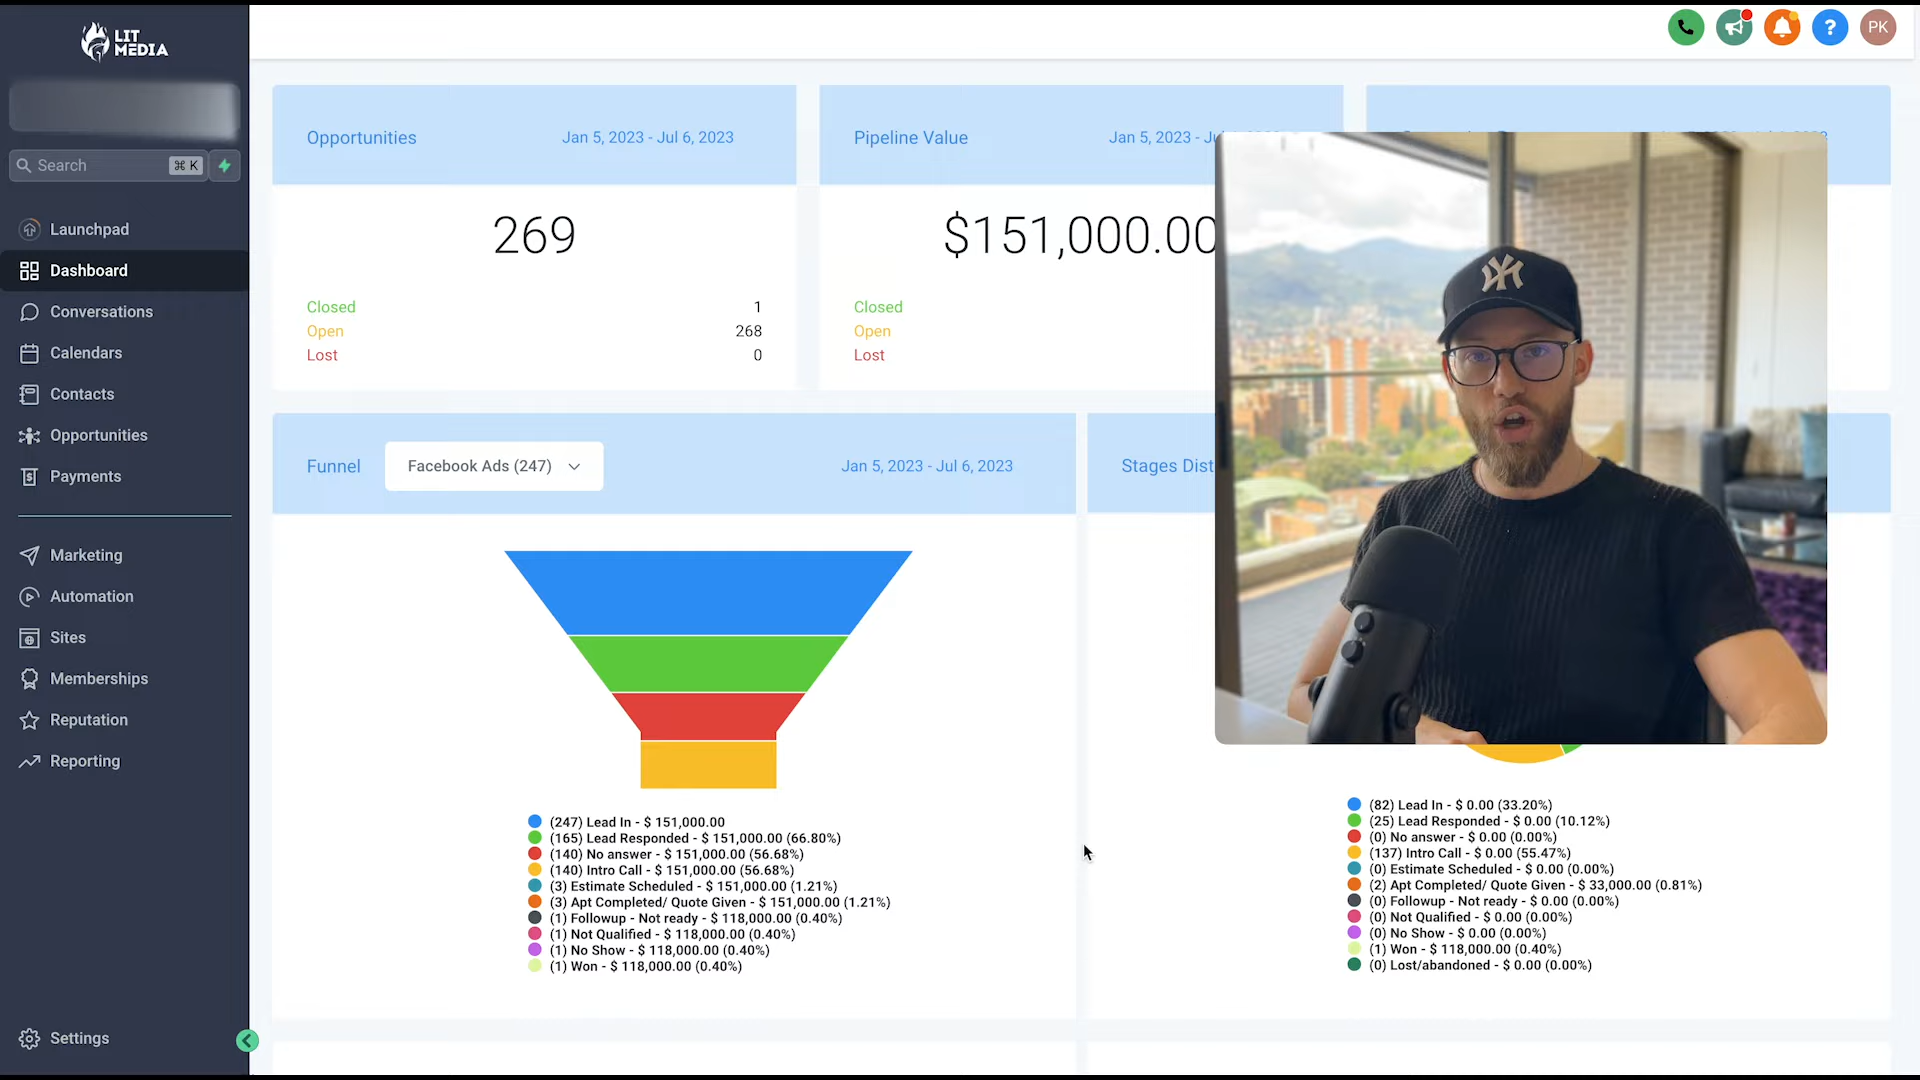 LIT
MEDIA
Search
⌘ K
Launchpad
Dashboard
Conversations
Calendars
Contacts
Opportunities
Payments
Marketing
Automation
Sites
Memberships
Reputation
Reporting
Settings
?
PK
Opportunities
Jan 5, 2023 - Jul 6, 2023
269
Closed
1
Open
268
Lost
0
Pipeline Value
Jan 5, 2023 -
$151,000.00
Closed
Open
Lost
Funnel
Facebook Ads (247)
Jan 5, 2023 - Jul 6, 2023
(247) Lead In - $ 151,000.00
(165) Lead Responded - $ 151,000.00 (66.80%)
(140) No answer - $ 151,000.00 (56.68%)
(140) Intro Call - $ 151,000.00 (56.68%)
(3) Estimate Scheduled - $ 151,000.00 (1.21%)
(3) Apt Completed/ Quote Given - $ 151,000.00 (1.21%)
(1) Followup - Not ready - $ 118,000.00 (0.40%)
(1) Not Qualified - $ 118,000.00 (0.40%)
(1) No Show - $ 118,000.00 (0.40%)
(1) Won - $ 118,000.00 (0.40%)
Stages Dist
NY
(82) Lead In - $ 0.00 (33.20%)
(25) Lead Responded - $ 0.00 (10.12%)
(0) No answer - $ 0.00 (0.00%)
(137) Intro Call - $ 0.00 (55.47%)
(0) Estimate Scheduled - $ 0.00 (0.00%)
(2) Apt Completed/ Quote Given - $ 33,000.00 (0.81%)
(0) Followup - Not ready - $ 0.00 (0.00%)
(0) Not Qualified - $ 0.00 (0.00%)
(0) No Show - $ 0.00 (0.00%)
(1) Won - $ 118,000.00 (0.40%)
(0) Lost/abandoned - $ 0.00 (0.00%)